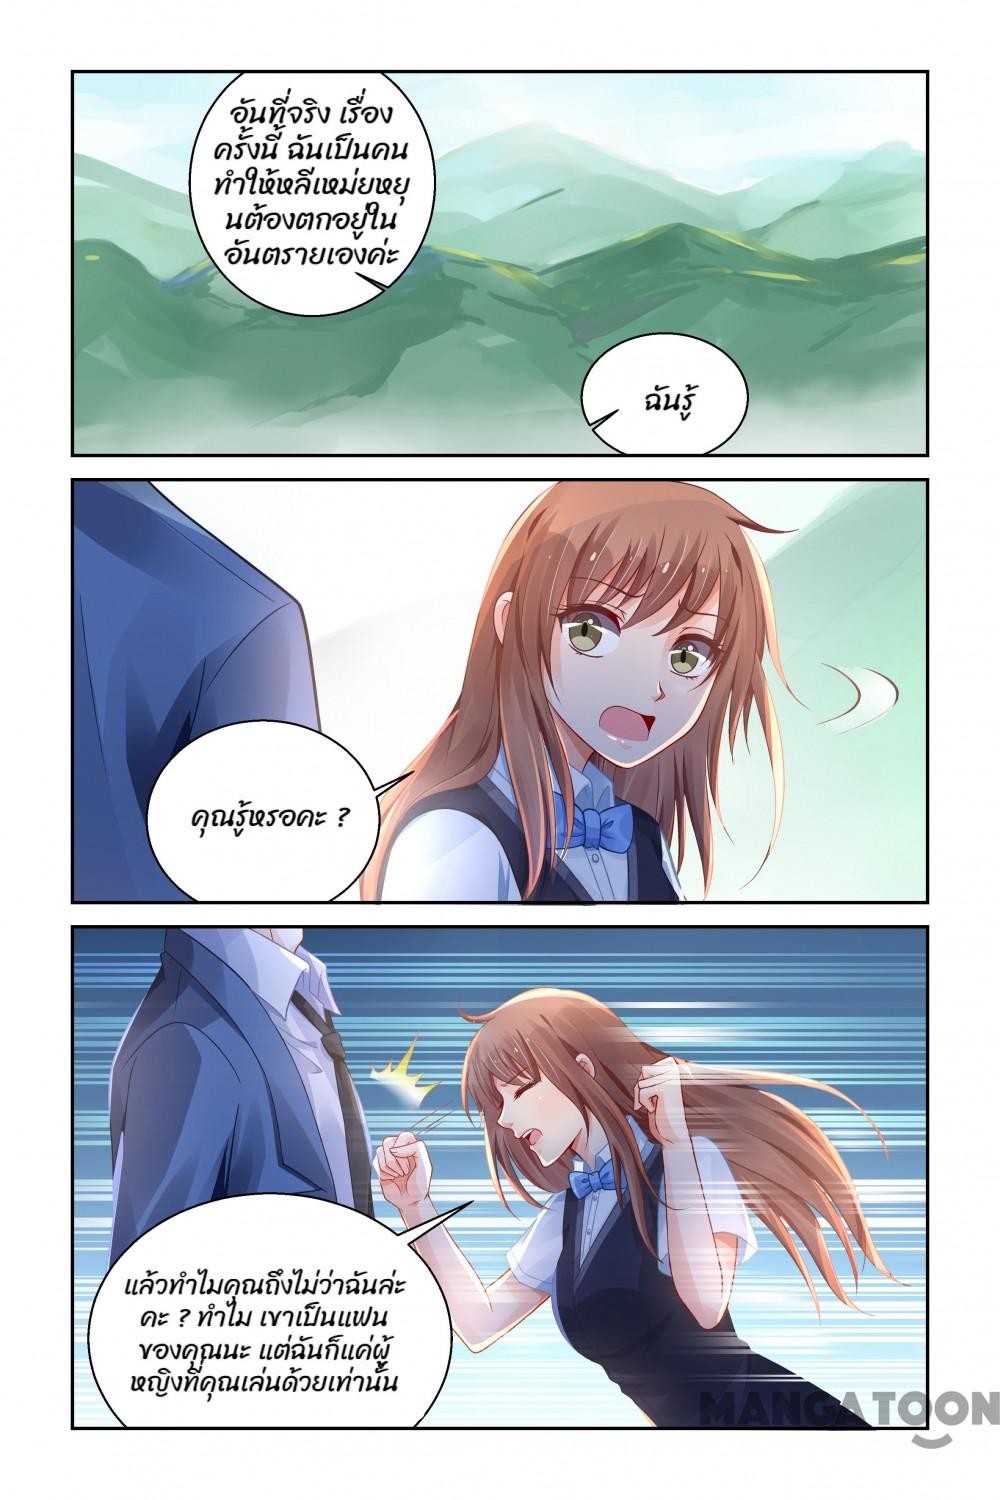 อันที่จริง เรื่อง
ครั้งนี้ ฉันเป็นคน
ทำให้หลีเหม่ยหยุ
นต้องตกอยู่ใน
อันตรายเองค่ะ
ฉันรู้
คุณรู้หรอคะ ?
แล้วทำไมคุณถึงไม่ว่าฉันล่ะ
คะ ? ทำไม เขาเป็นแฟน
ของคุณนะ แต่ฉันก็แค่ผู้
หญิงที่คุณเล่นด้วยเท่านั้น
MANGATOON